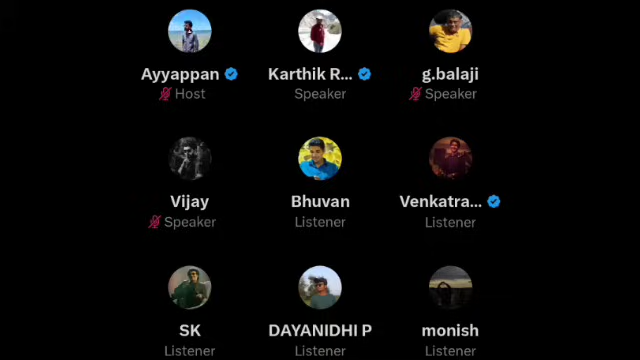 Ayyappan Karthik R... g.balaji
Host Speaker Speaker
Vijay Bhuvan Venkatra...
Speaker Listener Listener
SK DAYANIDHI P monish
Listener Listener Listener